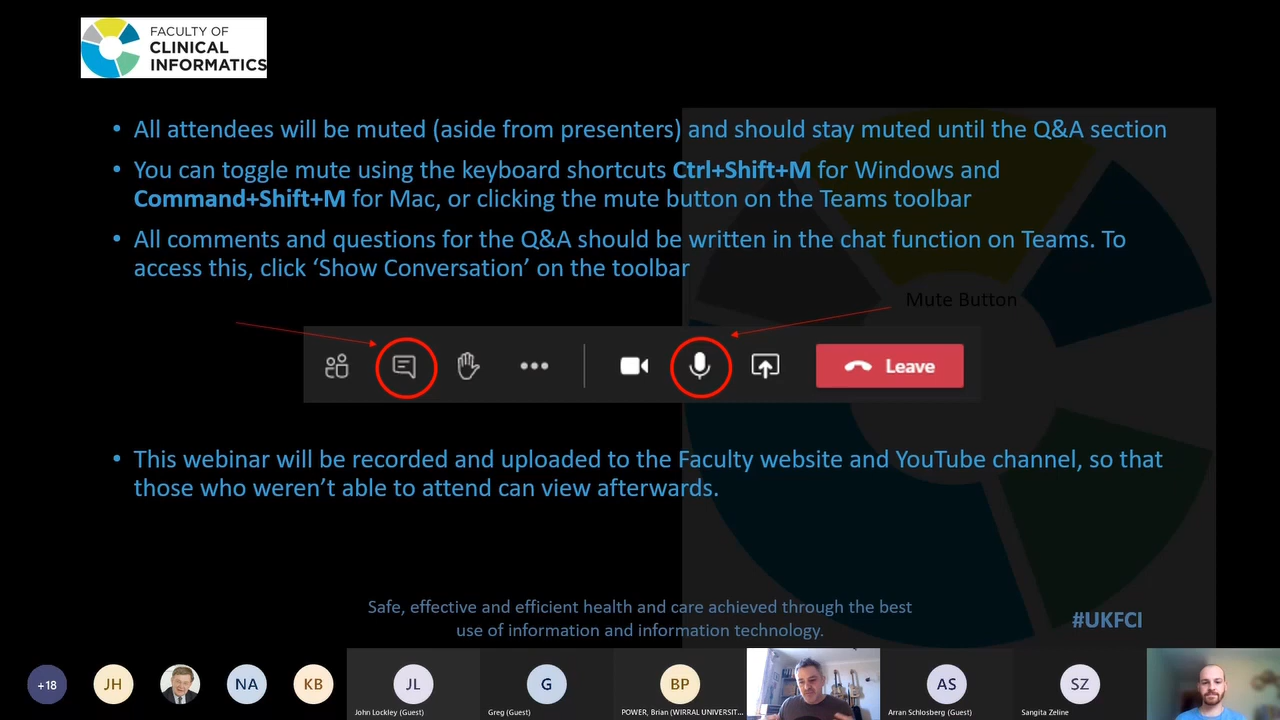 FACULTY OF
CLINICAL
INFORMATICS
• All attendees will be muted (aside from presenters) and should stay muted until the Q&A section
• You can toggle mute using the keyboard shortcuts Ctrl+Shift+M for Windows and
Command+Shift+M for Mac, or clicking the mute button on the Teams toolbar
• All comments and questions for the Q&A should be written in the chat function on Teams. To
access this, click ‘Show Conversation’ on the toolbar
Mute Button
Leave
• This webinar will be recorded and uploaded to the Faculty website and YouTube channel, so that
those who weren’t able to attend can view afterwards.
Safe, effective and efficient health and care achieved through the best
use of information and information technology.
#UKFCI
+18
JH
NA
KB
JL
G
BP
AS
SZ
John Lockley (Guest)
Greg (Guest)
POWER, Brian (WIRRAL UNIVERSIT...
Arran Schlosberg (Guest)
Sangita Zeline